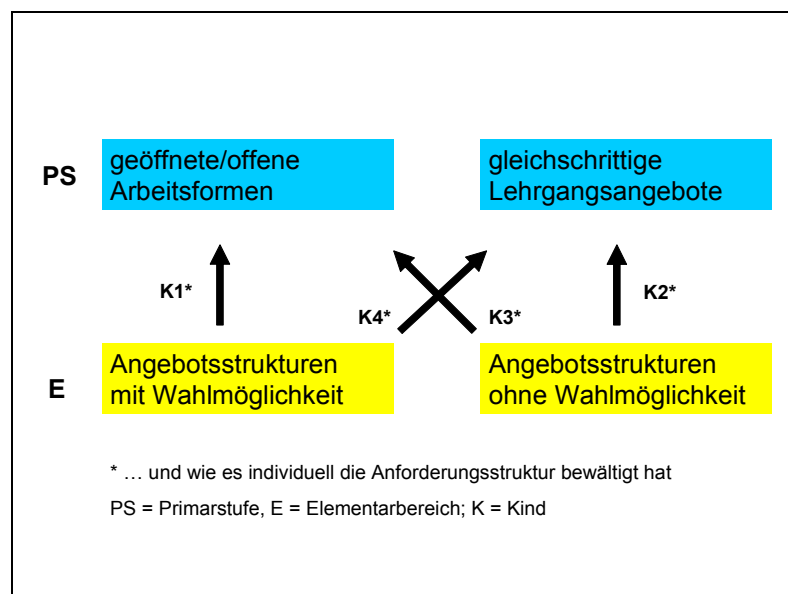 PS
geöffnete/offene
Arbeitsformen
gleichschrittige
Lehrgangsangebote
K1*
K4*
K3*
K2*
E
Angebotsstrukturen
mit Wahlmöglichkeit
Angebotsstrukturen
ohne Wahlmöglichkeit
* … und wie es individuell die Anforderungsstruktur bewältigt hat
PS = Primarstufe, E = Elementarbereich; K = Kind